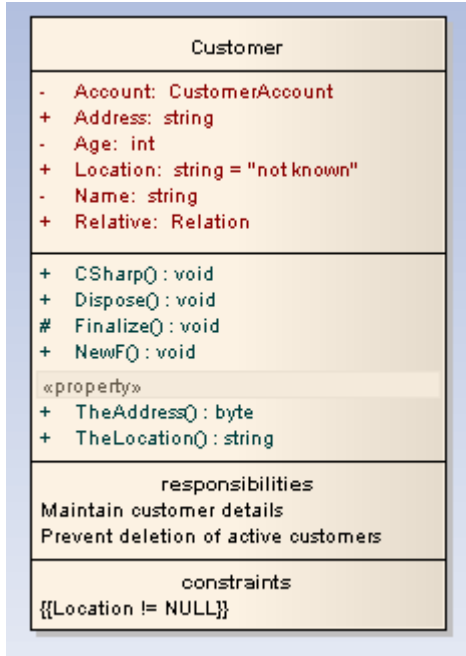 Customer
- Account: CustomerAccount
+ Address: string
- Age: int
+ Location: string = "not known"
- Name: string
+ Relative: Relation
+ CSharp() : void
+ Dispose() : void
# Finalize() : void
+ NewF() : void
«property»
+ TheAddress() : byte
+ TheLocation() : string
responsibilities
Maintain customer details
Prevent deletion of active customers
constraints
{{Location != NULL}}